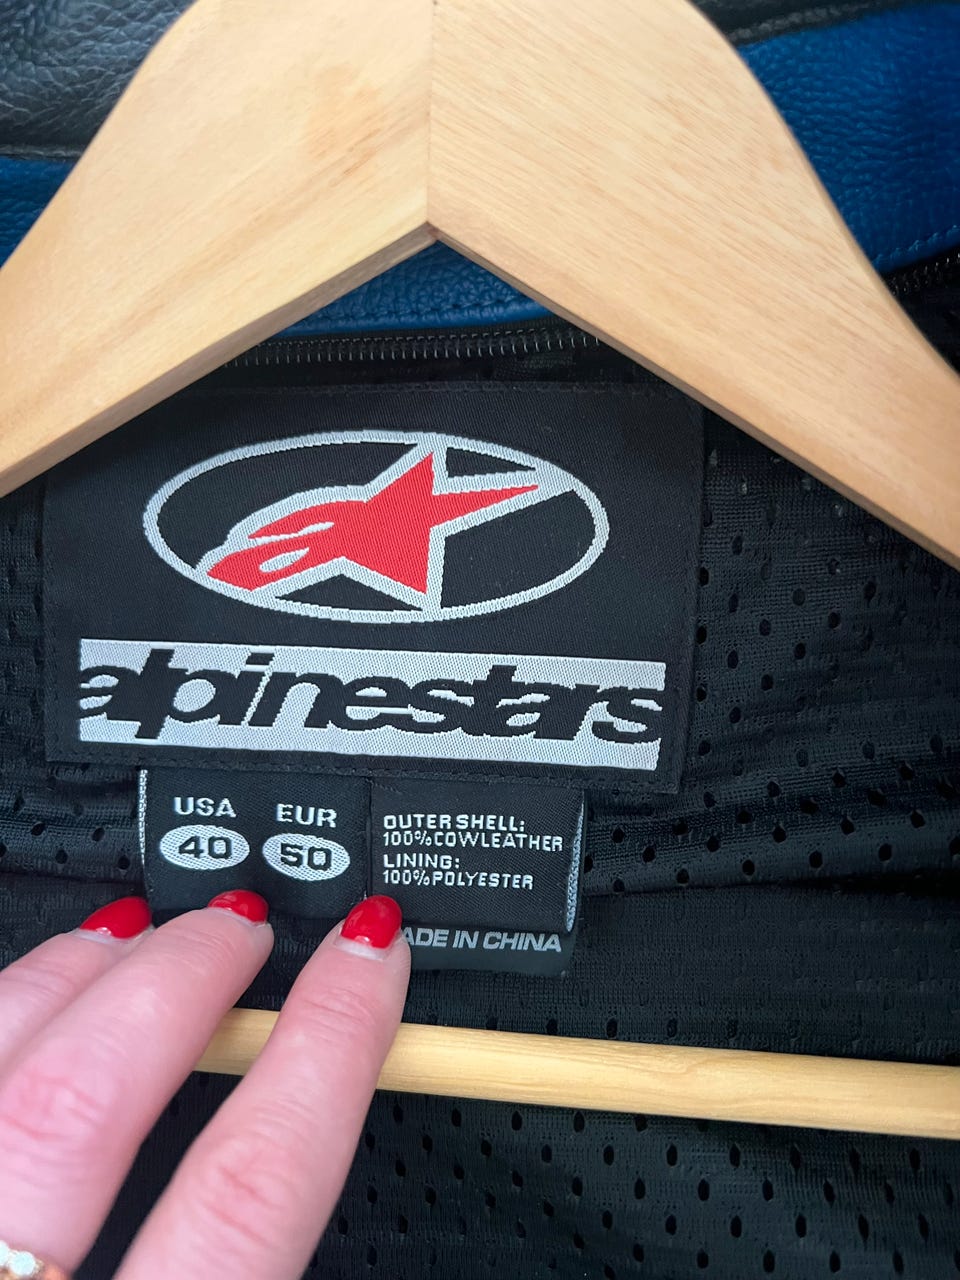 alpinestars
USA EUR
40 50
OUTER SHELL:
100%COWLEATHER
LINING:
100%POLYESTER
ADE IN CHINA